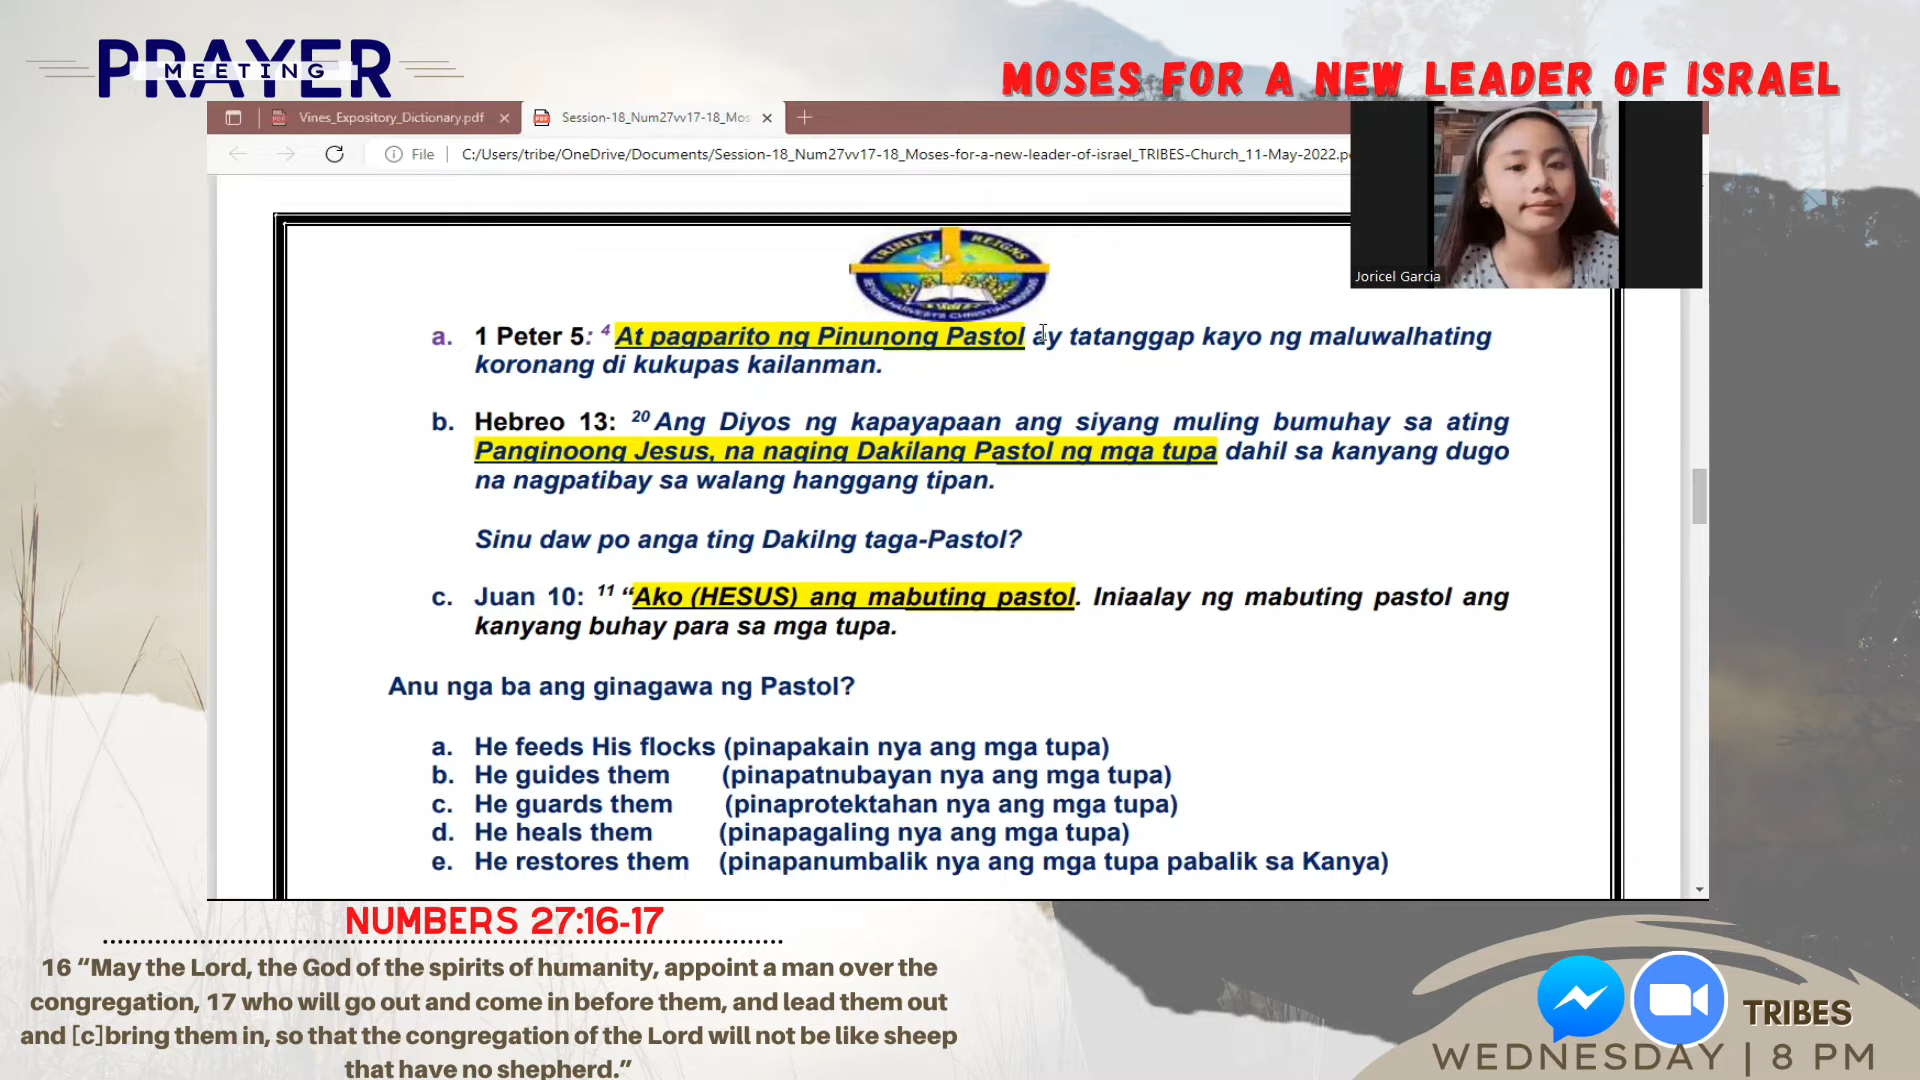 PRAYER
MEETING
MOSES FOR A NEW LEADER OF ISRAEL
Vines_Expository_Dictionary.pdf
Session-18_Num27vv17-18_Mos
File
C:/Users/tribe/OneDrive/Documents/Session-18_Num27vv17-18_Moses-for-a-new-leader-of-israel_TRIBES-Church_11-May-2022.p
Joricel Garcia
TRINITY REIGNS
BEYOND HARVESTS CHRISTIAN MISSIONS
a. 1 Peter 5: 4 At pagparito ng Pinunong Pastol ay tatanggap kayo ng maluwalhating
koronang di kukupas kailanman.
b. Hebreo 13: 20 Ang Diyos ng kapayapaan ang siyang muling bumuhay sa ating
Panginoong Jesus, na naging Dakilang Pastol ng mga tupa dahil sa kanyang dugo
na nagpatibay sa walang hanggang tipan.
Sinu daw po anga ting Dakilng taga-Pastol?
c. Juan 10: 11 “Ako (HESUS) ang mabuting pastol. Iniaalay ng mabuting pastol ang
kanyang buhay para sa mga tupa.
Anu nga ba ang ginagawa ng Pastol?
a. He feeds His flocks (pinapakain nya ang mga tupa)
b. He guides them (pinapatnubayan nya ang mga tupa)
c. He guards them (pinaprotektahan nya ang mga tupa)
d. He heals them (pinapagaling nya ang mga tupa)
e. He restores them (pinapanumbalik nya ang mga tupa pabalik sa Kanya)
NUMBERS 27:16-17
16 “May the Lord, the God of the spirits of humanity, appoint a man over the
congregation, 17 who will go out and come in before them, and lead them out
and [c]bring them in, so that the congregation of the Lord will not be like sheep
that have no shepherd.”
TRIBES
WEDNESDAY | 8 PM